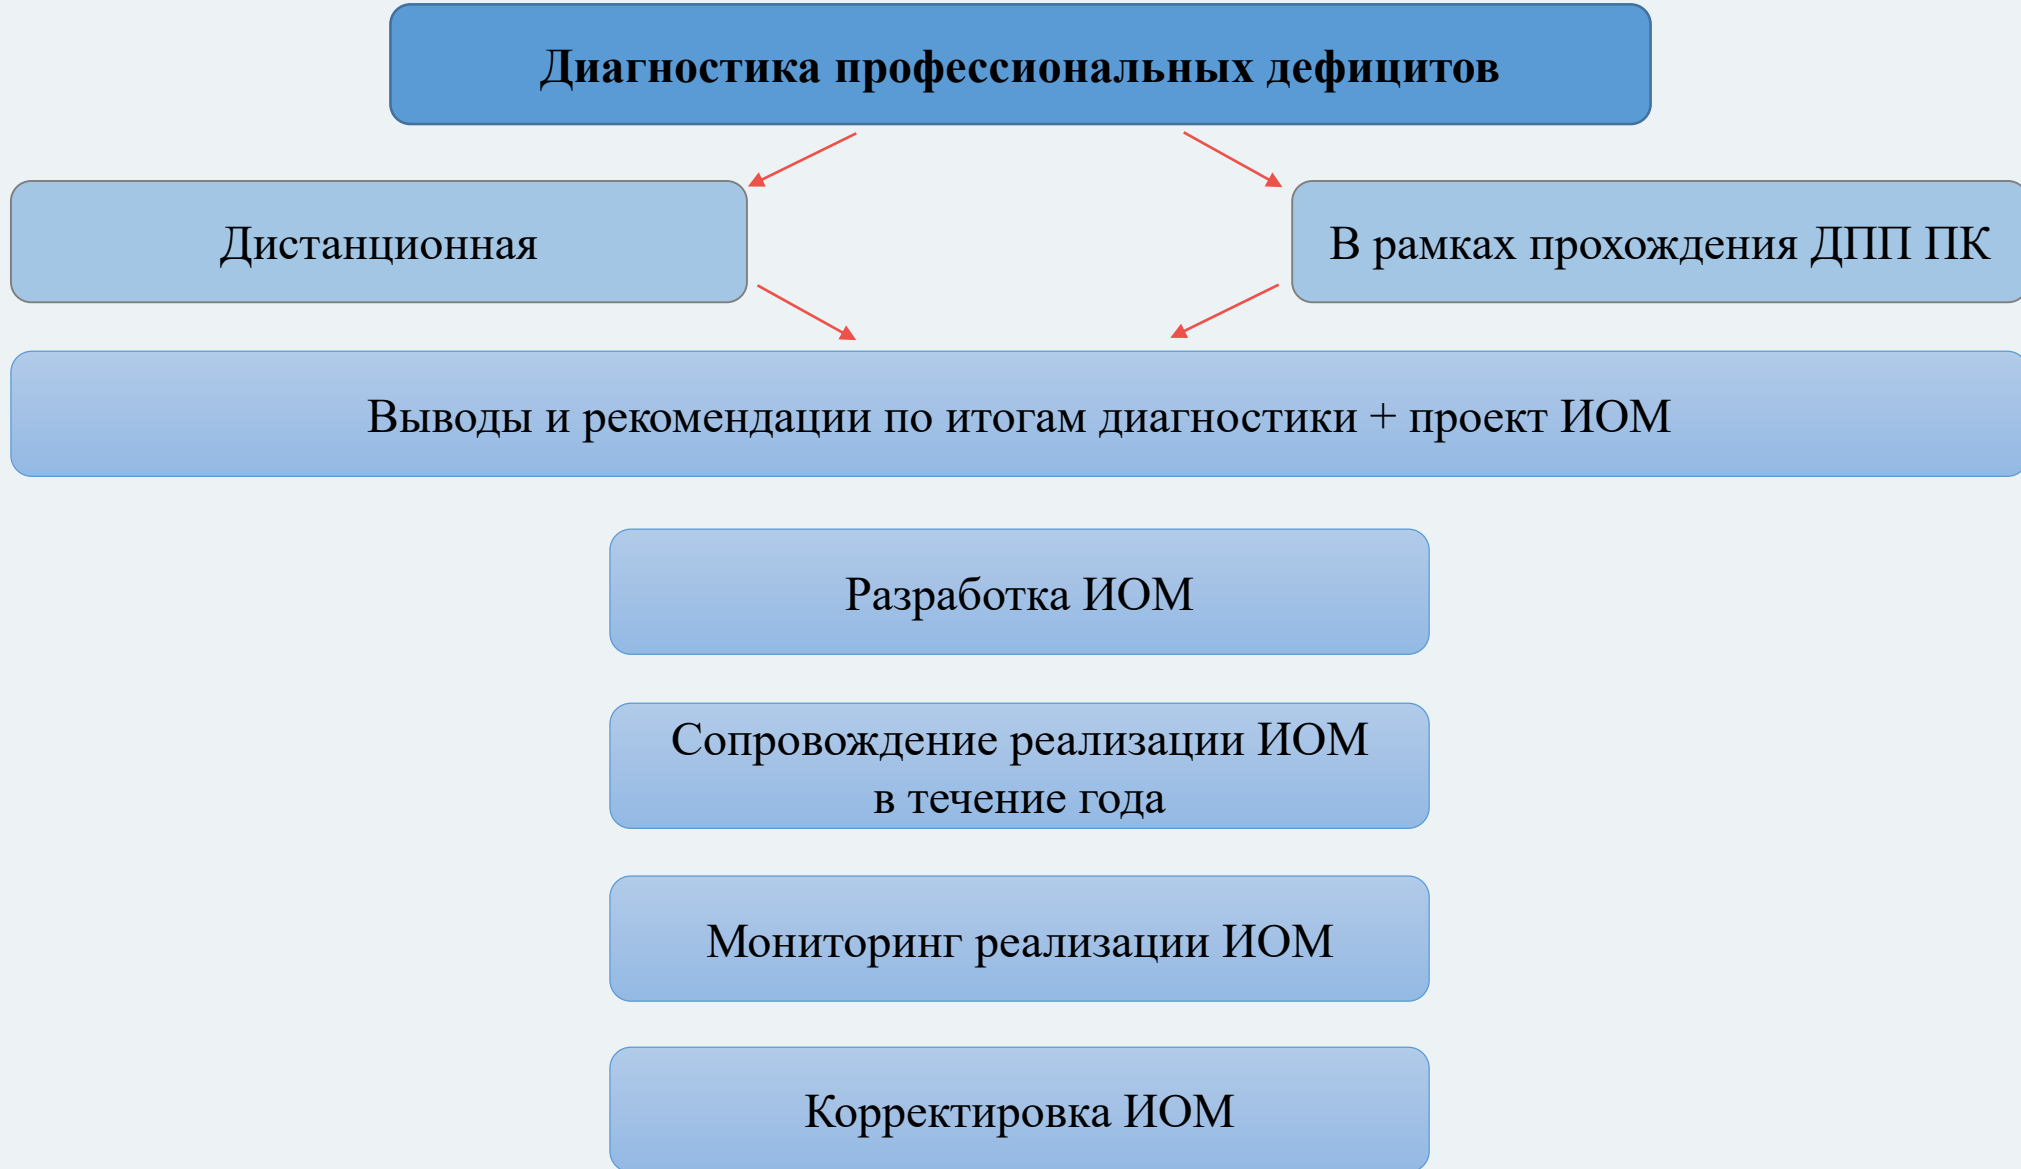 Диагностика профессиональных дефицитов
Дистанционная
В рамках прохождения ДПП ПК
Выводы и рекомендации по итогам диагностики + проект ИОМ
Разработка ИОМ
Сопровождение реализации ИОМ
в течение года
Мониторинг реализации ИОМ
Корректировка ИОМ